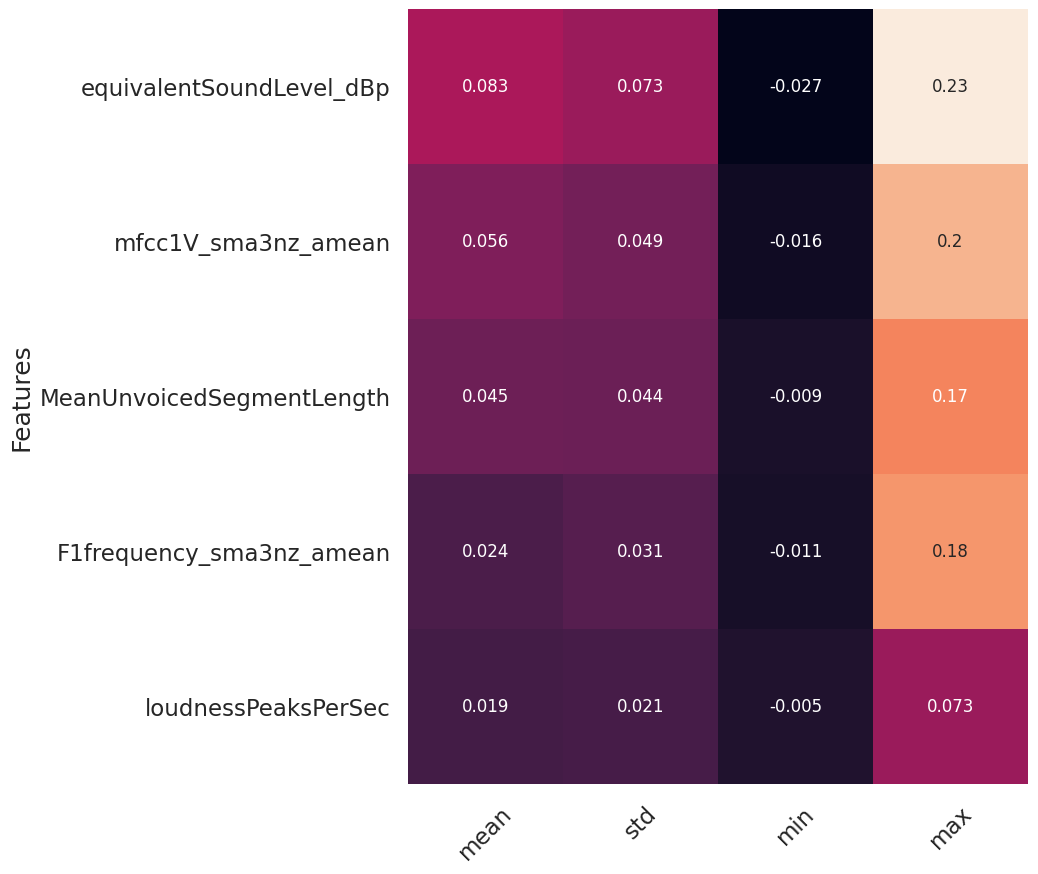 Features
equivalentSoundLevel_dBp 0.083 0.073 -0.027 0.23
mfcc1V_sma3nz_amean 0.056 0.049 -0.016 0.2
MeanUnvoicedSegmentLength 0.045 0.044 -0.009 0.17
F1frequency_sma3nz_amean 0.024 0.031 -0.011 0.18
loudnessPeaksPerSec 0.019 0.021 -0.005 0.073
mean std min max